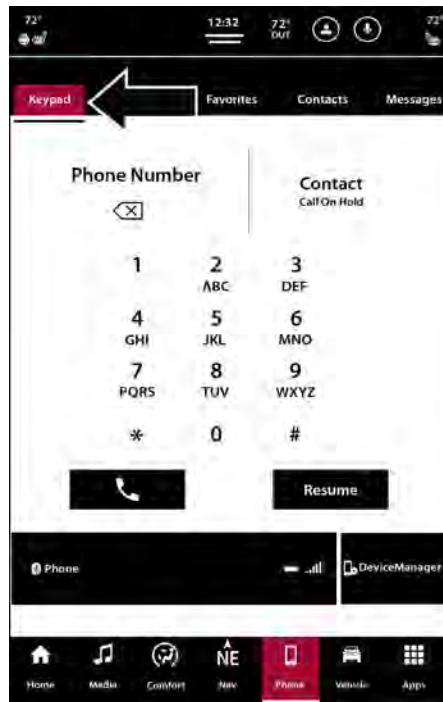 72°
12:32
72°
OUT
72°
Keypad
Favorites
Contacts
Messages
Phone Number
Contact
Call On Hold
1 2 3
ABC DEF
4 5 6
GHI JKL MNO
7 8 9
PQRS TUV WXYZ
* 0 #
Resume
Phone
DeviceManager
NE
Home Media Comfort Nav Phone Vehicle Apps